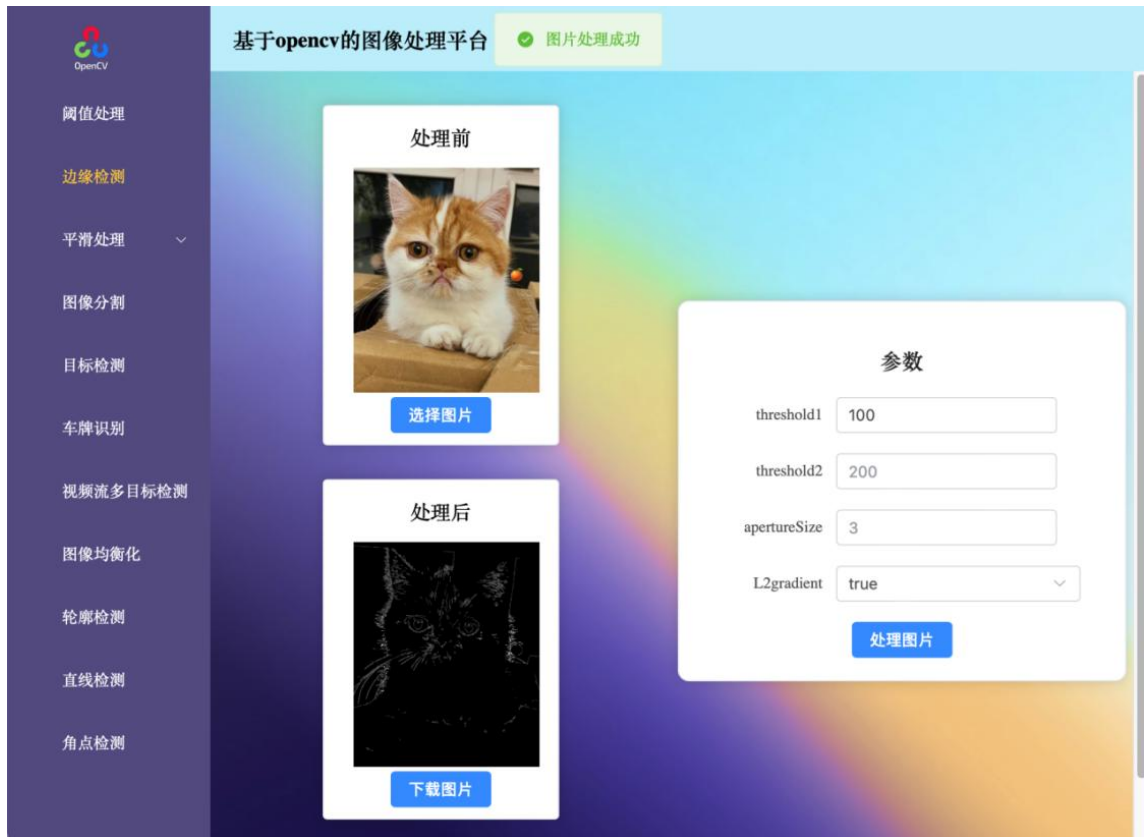 OpenCV
基于opencv的图像处理平台
图片处理成功
阈值处理
边缘检测
平滑处理
图像分割
目标检测
车牌识别
视频流多目标检测
图像均衡化
轮廓检测
直线检测
角点检测
处理前
选择图片
处理后
下载图片
参数
threshold1 100
threshold2 200
apertureSize 3
L2gradient true
处理图片